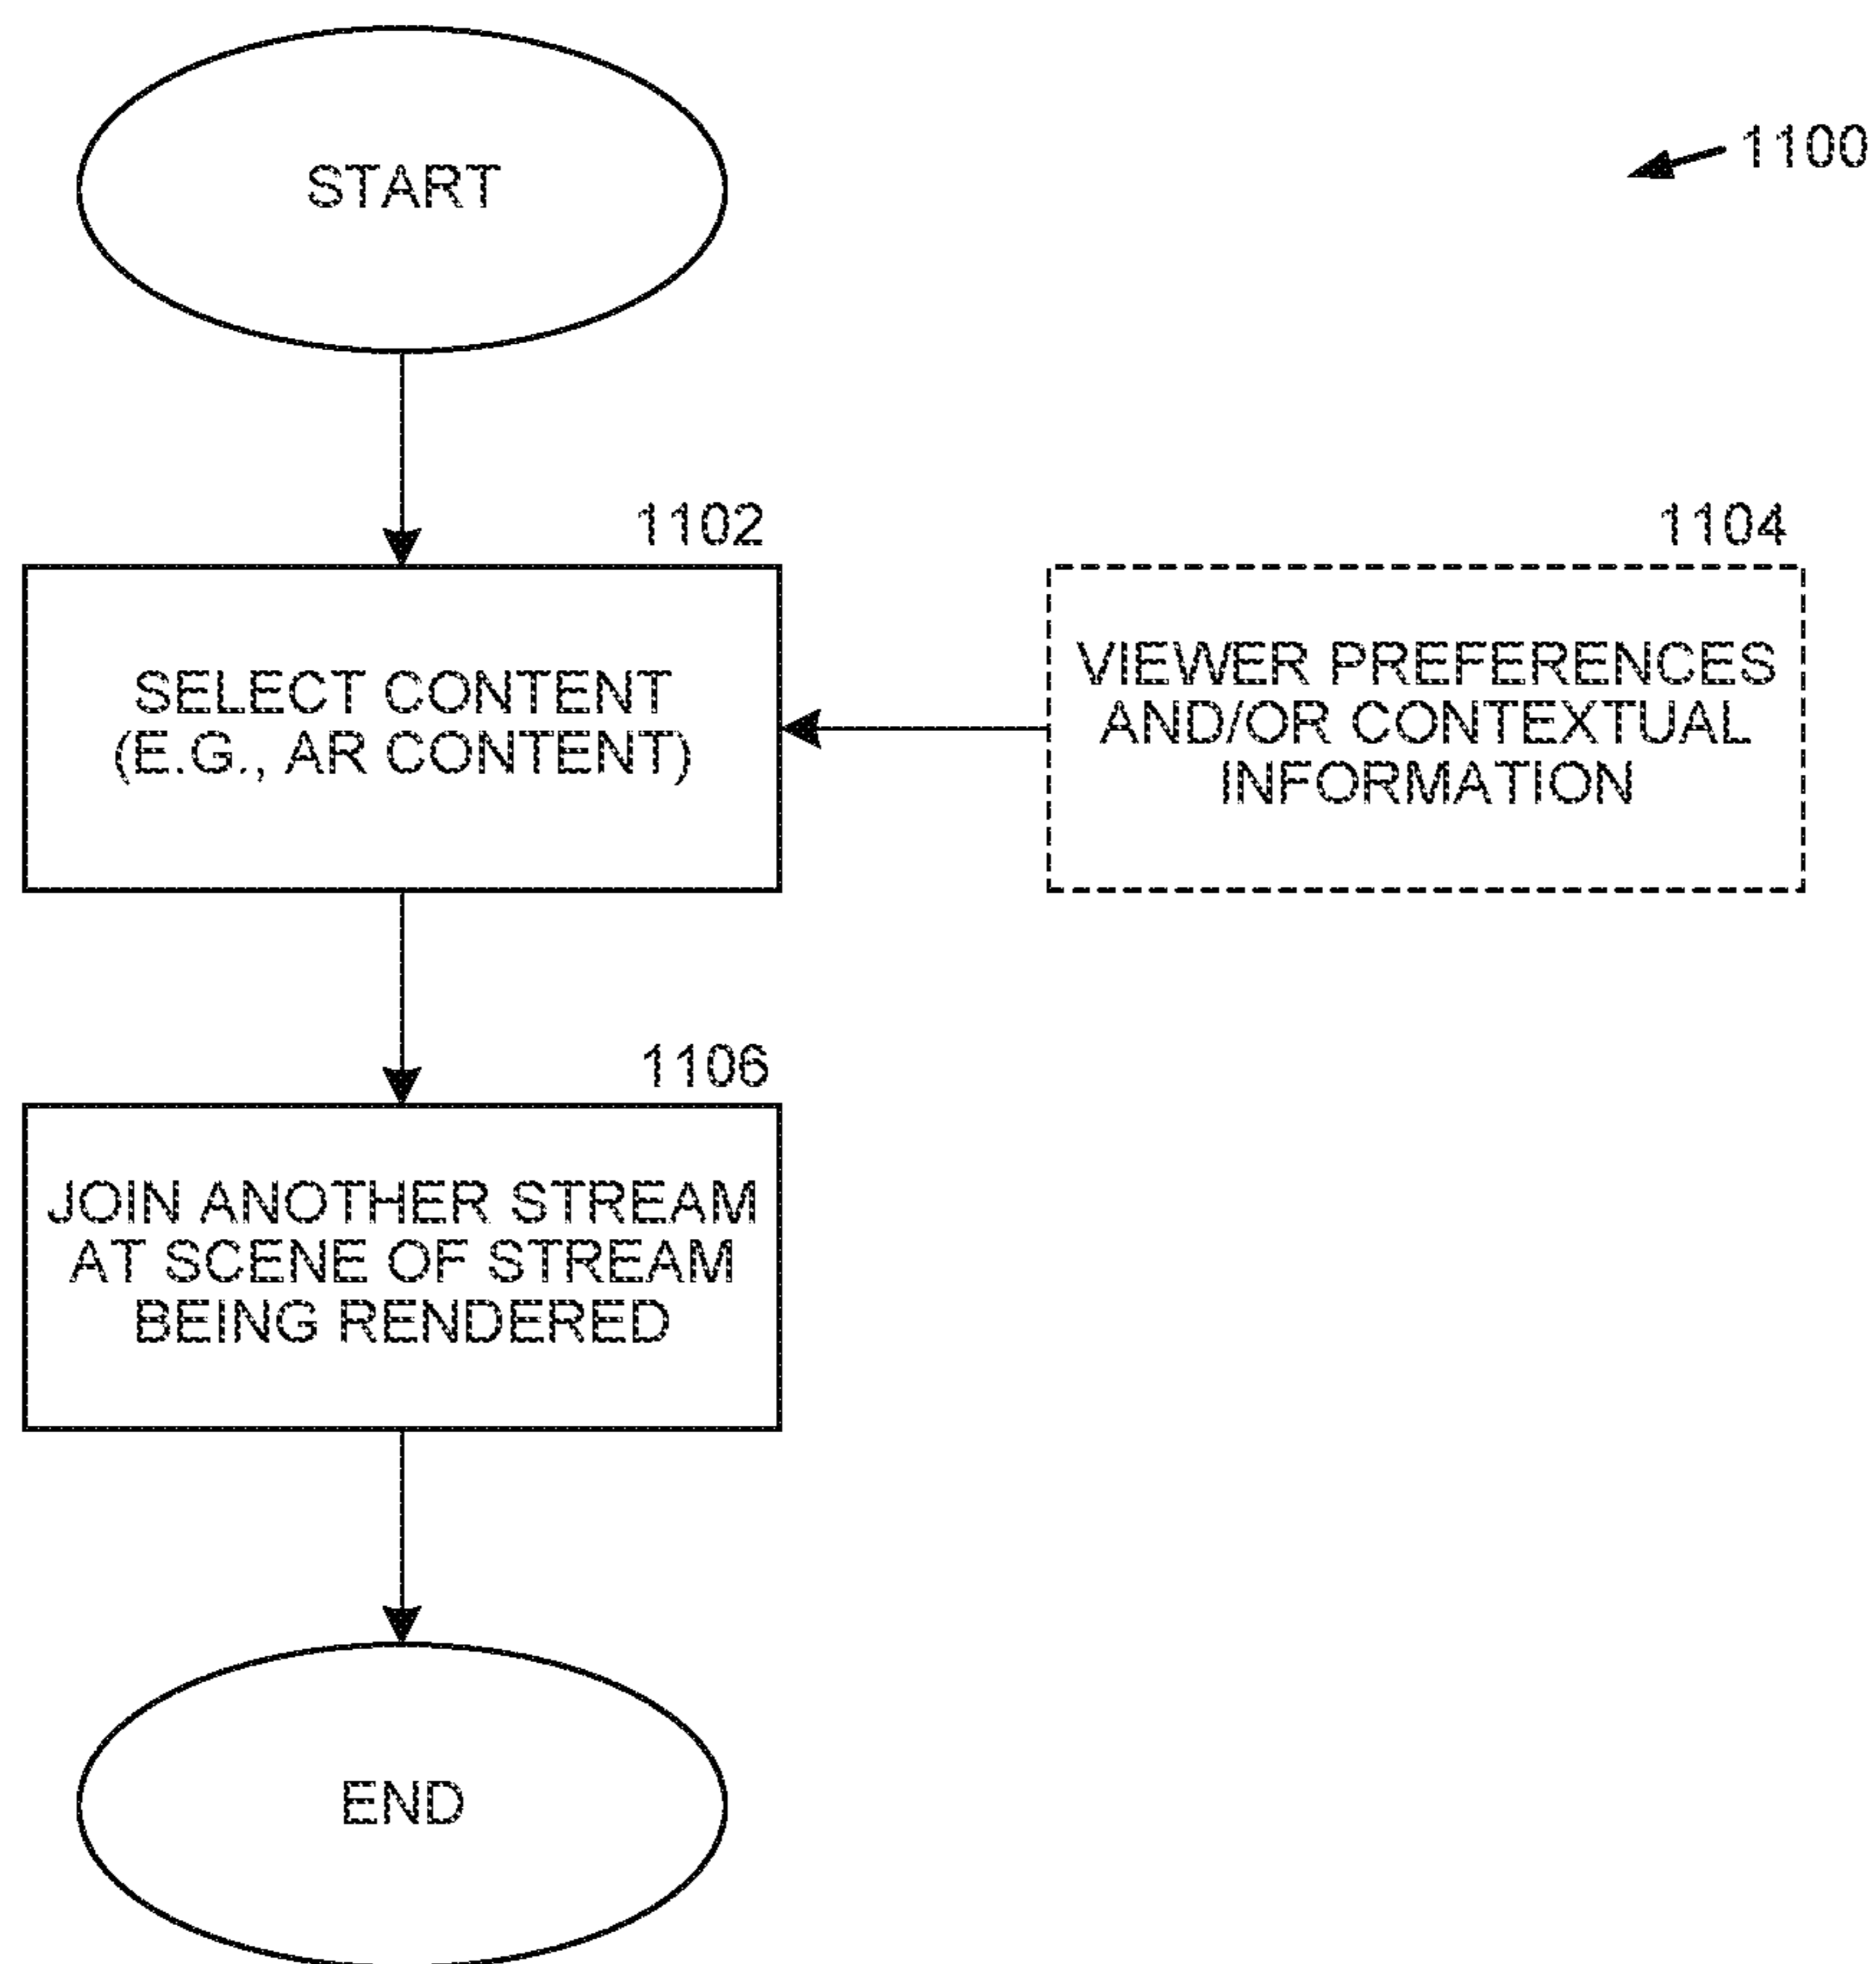 START
1100
1102
SELECT CONTENT
(E.G., AR CONTENT)
1104
VIEWER PREFERENCES
AND/OR CONTEXTUAL
INFORMATION
1106
JOIN ANOTHER STREAM
AT SCENE OF STREAM
BEING RENDERED
END